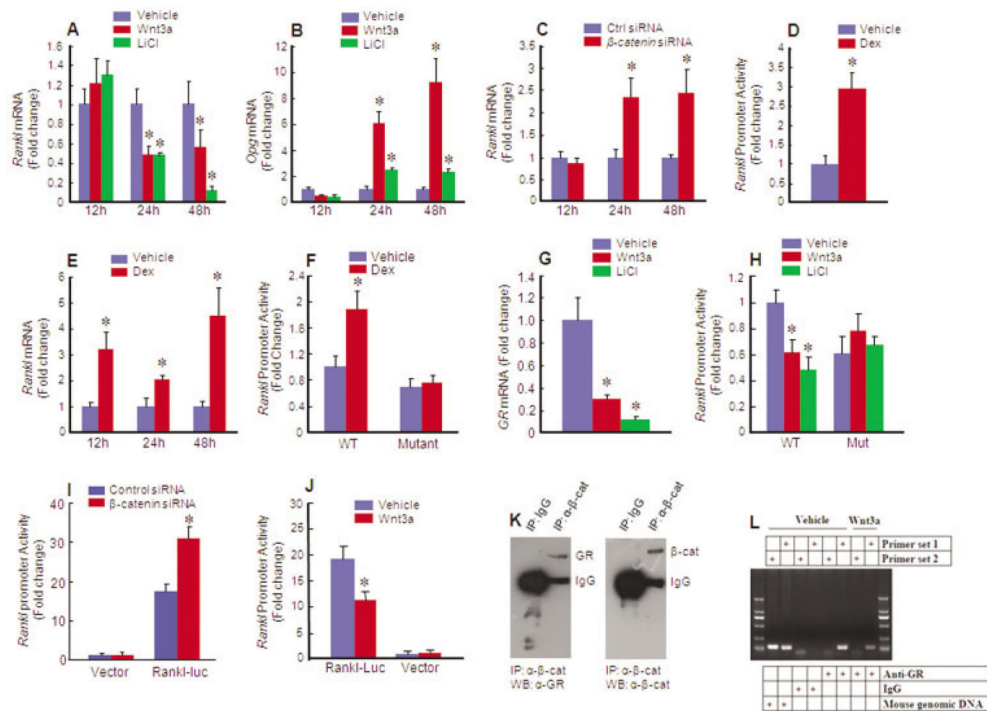 A
Vehicle
Wnt3a
LiCl
Rankl mRNA
(Fold change)
1.6
1.4
1.2
1
0.8
0.6
0.4
0.2
0
* * * *
12h 24h 48h
B
Vehicle
Wnt3a
LiCl
Opg mRNA
(Fold change)
12
10
8
6
4
2
0
* * * *
12h 24h 48h
C
Ctrl siRNA
β-catenin siRNA
Rankl mRNA
(Fold change)
3.5
3
2.5
2
1.5
1
0.5
0
* *
12h 24h 48h
D
Vehicle
Dex
Rankl Promoter Activity
(Fold change)
4
3.5
3
2.5
2
1.5
1
0.5
0
*
E
Vehicle
Dex
Rankl mRNA
(Fold change)
6
5
4
3
2
1
0
* * *
12h 24h 48h
F
Vehicle
Dex
Rankl Promoter Activity
(Fold Change)
2.4
2
1.6
1.2
0.8
0.4
0
*
WT Mutant
G
Vehicle
Wnt3a
LiCl
GR mRNA (Fold change)
1.4
1.2
1.0
0.8
0.6
0.4
0.2
0
* *
H
Vehicle
Wnt3a
LiCl
Rankl Promoter Activity
(Fold change)
1.2
1
0.8
0.6
0.4
0.2
0
* *
WT Mut
I
Control siRNA
β-catenin siRNA
Rankl promoter Activity
(Fold change)
40
30
20
10
0
*
Vector Rankl-luc
J
Vehicle
Wnt3a
Rankl Promoter Activity
(Fold change)
30
25
20
15
10
5
0
*
Rankl-Luc Vector
K
IP: IgG
IP: α-β-cat
GR
IgG
IP: α-β-cat
WB: α-GR
IP: IgG
IP: α-β-cat
β-cat
IgG
IP: α-β-cat
WB: α-β-cat
L
Vehicle Wnt3a
+ + + + Primer set 1
+ + + + Primer set 2
+ + + + Anti-GR
+ + IgG
+ + Mouse genomic DNA